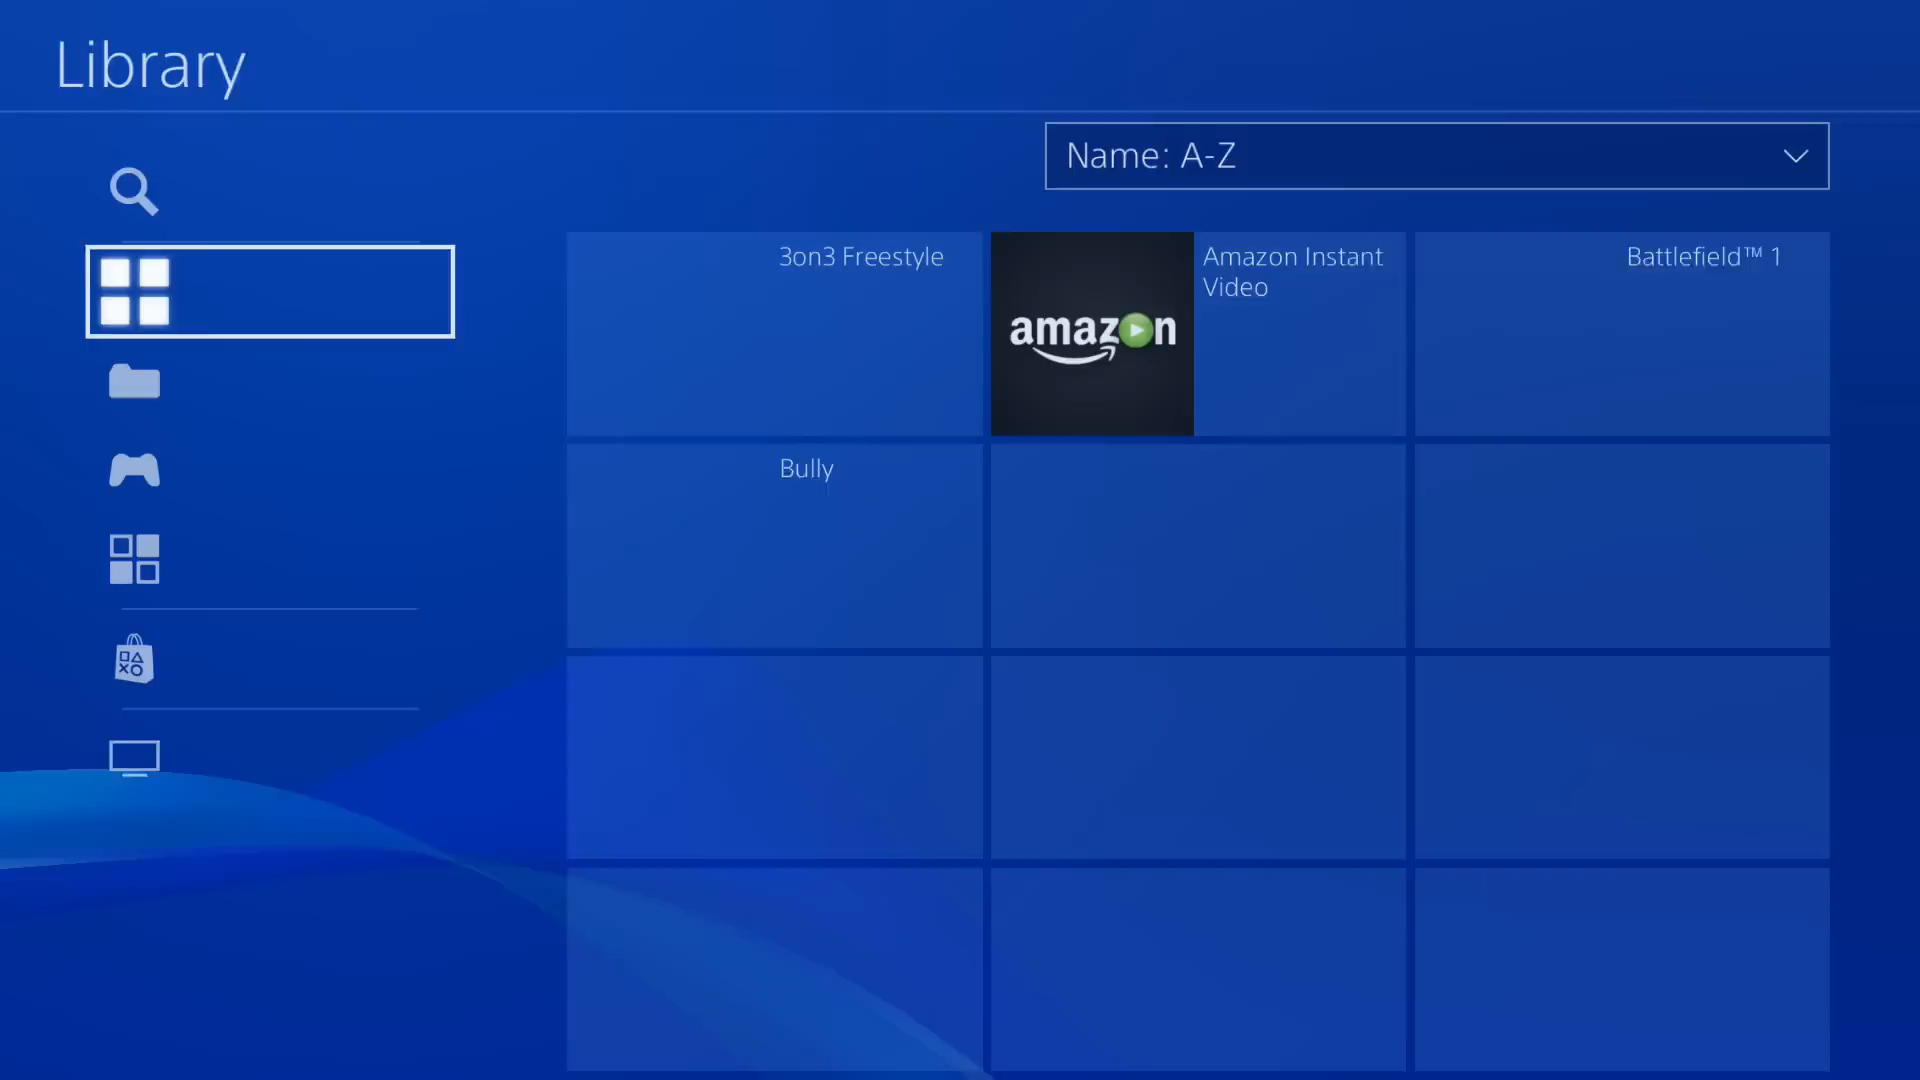 Library
Name: A-Z
3on3 Freestyle
Amazon Instant
Video
Battlefield™ 1
amazon
Bully